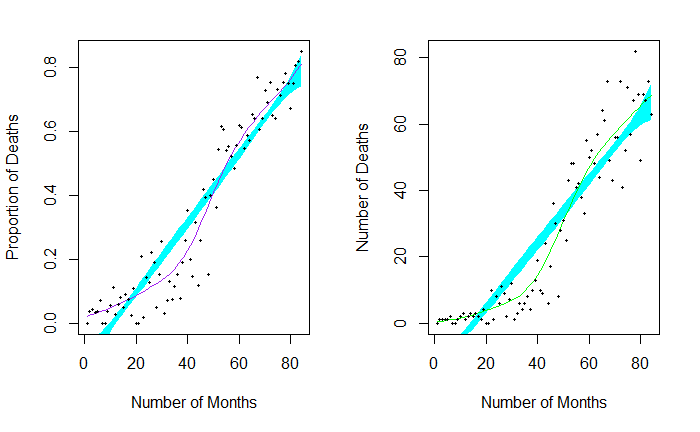 Proportion of Deaths
0.8
0.6
0.4
0.2
0.0
0 20 40 60 80
Number of Months
Number of Deaths
80
60
40
20
0
0 20 40 60 80
Number of Months